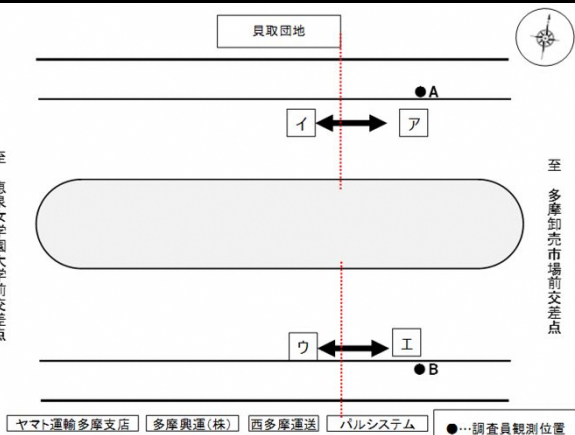 貝取団地
A
イ
ア
至 恵泉女学園大学前交差点
至 多摩卸売市場前交差点
ウ
エ
B
ヤマト運輸多摩支店
多摩興運(株)
西多摩運送
パルシステム
●…調査員観測位置